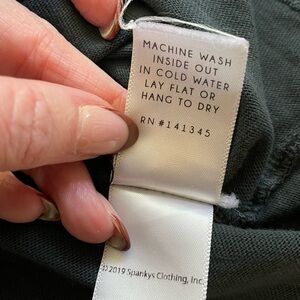 MACHINE WASH
INSIDE OUT
IN COLD WATER
LAY FLAT OR
HANG TO DRY
RN #141345
©2019 Spankys Clothing, Inc.